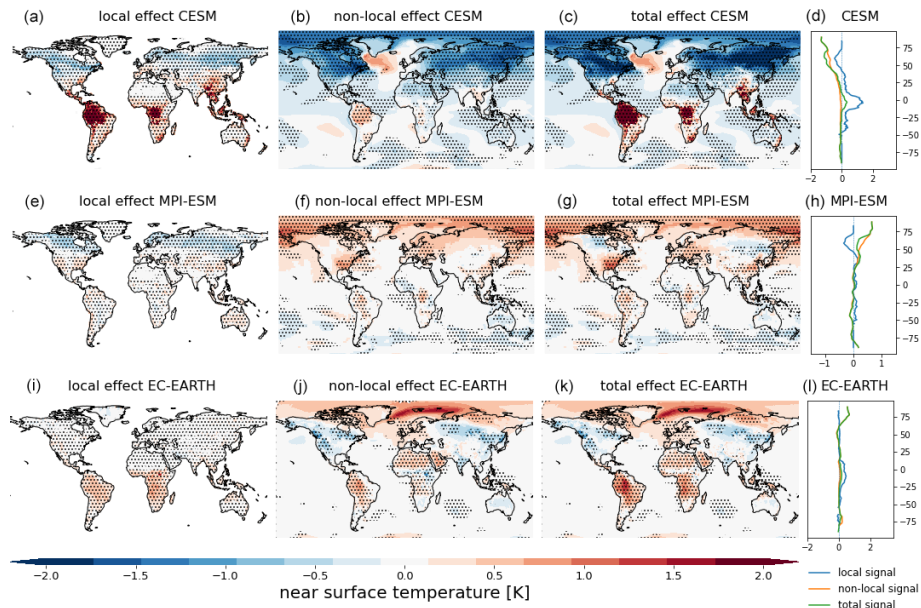 (a) local effect CESM
(b) non-local effect CESM
(c) total effect CESM
(d) CESM
75
50
25
0
−25
−50
−75
0 2
(e) local effect MPI-ESM
(f) non-local effect MPI-ESM
(g) total effect MPI-ESM
(h) MPI-ESM
75
50
25
0
−25
−50
−75
−1 0 1
(i) local effect EC-EARTH
(j) non-local effect EC-EARTH
(k) total effect EC-EARTH
(l) EC-EARTH
75
50
25
0
−25
−50
−75
−2 0 2
−2.0 −1.5 −1.0 −0.5 0.0 0.5 1.0 1.5 2.0
near surface temperature [K]
local signal
non-local signal
total signal